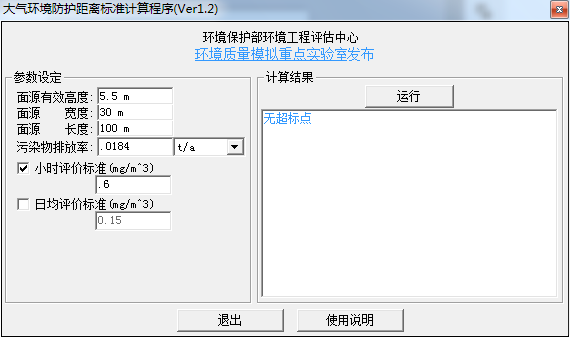 大气环境防护距离标准计算程序(Ver1.2)
环境保护部环境工程评估中心
环境质量模拟重点实验室发布
参数设定
面源有效高度: 5.5 m
面源 宽度: 30 m
面源 长度: 100 m
污染物排放率: .0184 t/a
小时评价标准(mg/m^3)
.6
日均评价标准(mg/m^3)
0.15
计算结果
运行
无超标点
退出 使用说明